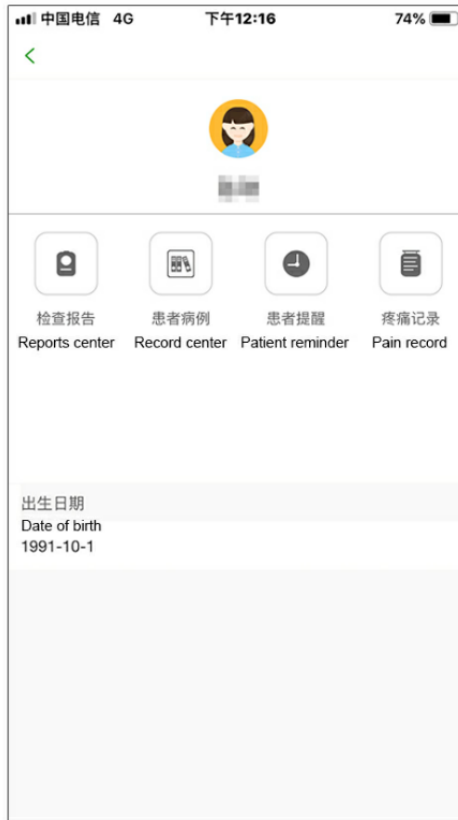 中国电信 4G 下午12:16 74%
检查报告 患者病例 患者提醒 疼痛记录
Reports center Record center Patient reminder Pain record
出生日期
Date of birth
1991-10-1